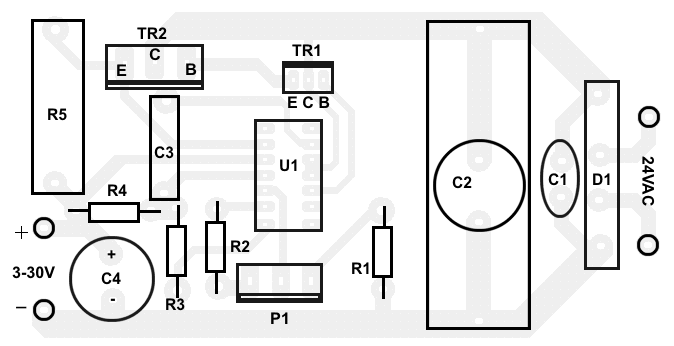 TR2
C
E B
TR1
E C B
R5
C3
U1
R4
C2
C1
D1
24VAC
+
3-30V
−
+
C4
-
R3
R2
R1
P1